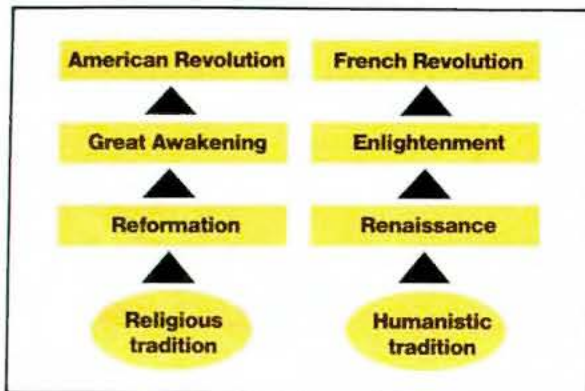 American Revolution
French Revolution
Great Awakening
Enlightenment
Reformation
Renaissance
Religious
tradition
Humanistic
tradition